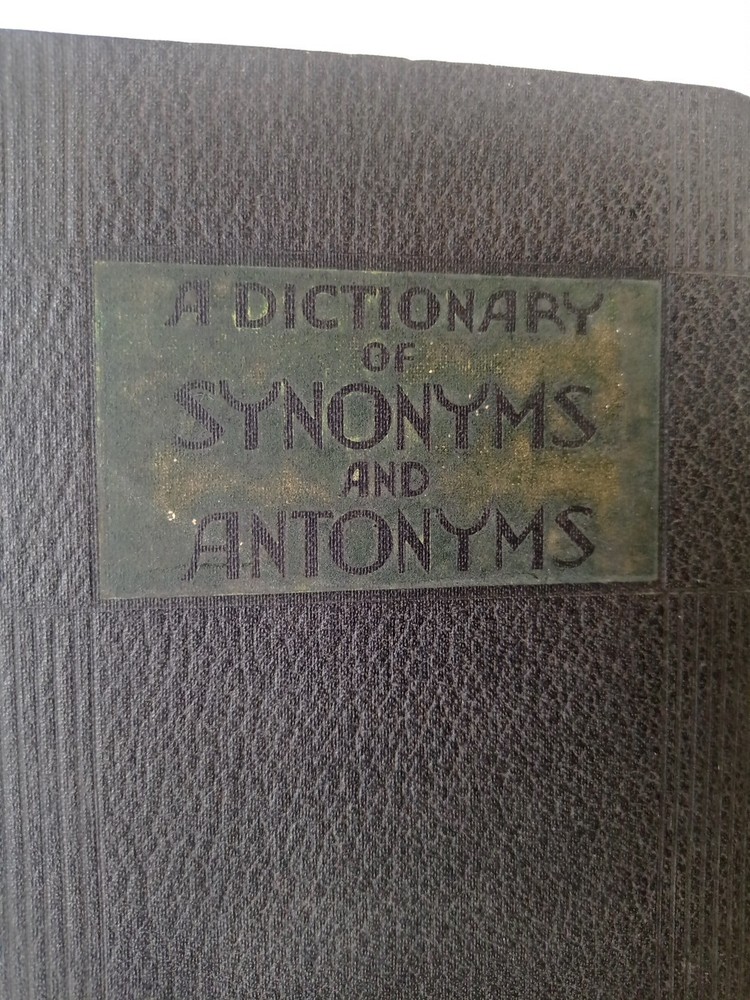 A DICTIONARY
OF
SYNONYMS
AND
ANTONYMS